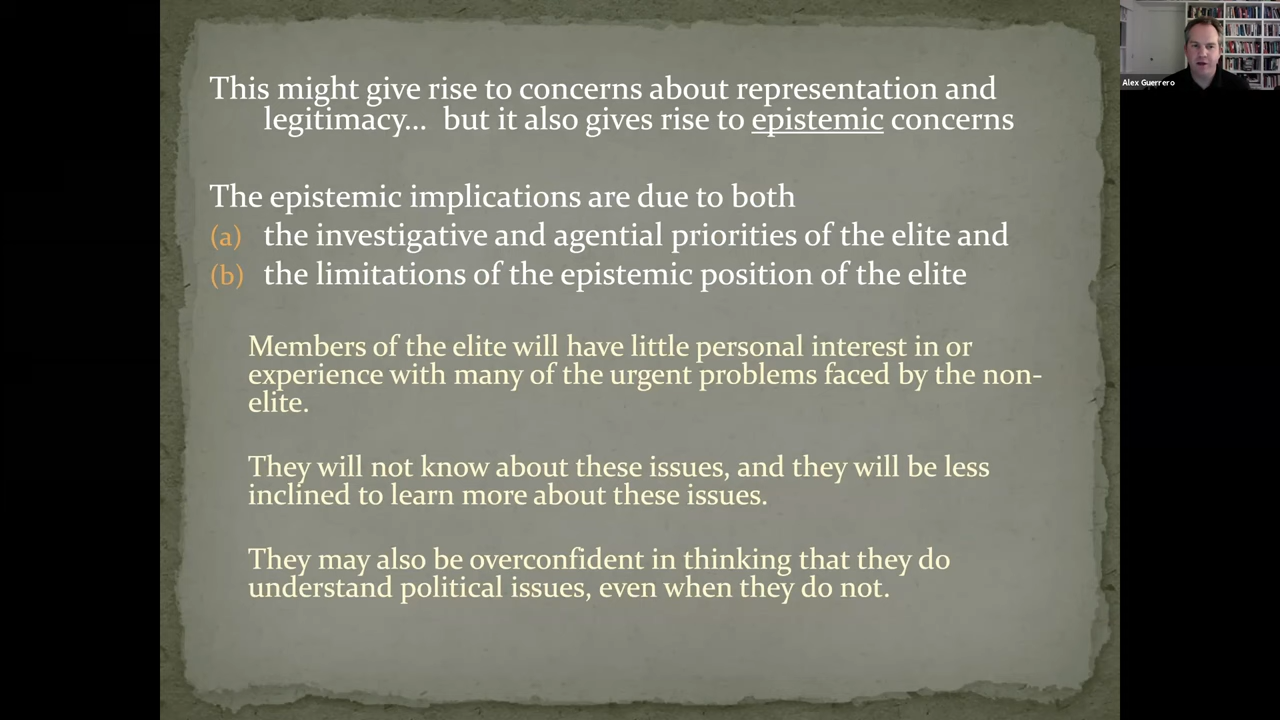 This might give rise to concerns about representation and
legitimacy... but it also gives rise to epistemic concerns
The epistemic implications are due to both
(a) the investigative and agential priorities of the elite and
(b) the limitations of the epistemic position of the elite
Members of the elite will have little personal interest in or
experience with many of the urgent problems faced by the non-
elite.
They will not know about these issues, and they will be less
inclined to learn more about these issues.
They may also be overconfident in thinking that they do
understand political issues, even when they do not.
Alex Guerrero